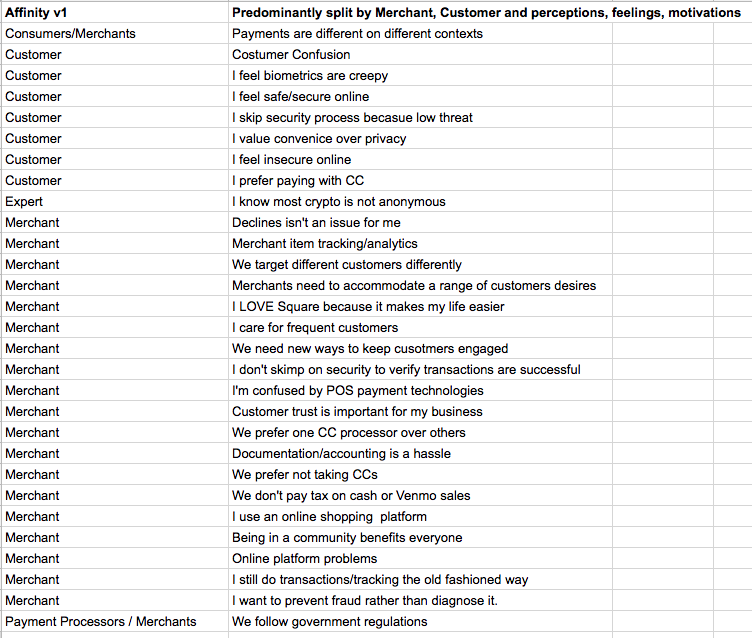 Affinity v1 Predominantly split by Merchant, Customer and perceptions, feelings, motivations
Consumers/Merchants Payments are different on different contexts
Customer Costumer Confusion
Customer I feel biometrics are creepy
Customer I feel safe/secure online
Customer I skip security process becasue low threat
Customer I value convenice over privacy
Customer I feel insecure online
Customer I prefer paying with CC
Expert I know most crypto is not anonymous
Merchant Declines isn't an issue for me
Merchant Merchant item tracking/analytics
Merchant We target different customers differently
Merchant Merchants need to accommodate a range of customers desires
Merchant I LOVE Square because it makes my life easier
Merchant I care for frequent customers
Merchant We need new ways to keep cusotmers engaged
Merchant I don't skimp on security to verify transactions are successful
Merchant I'm confused by POS payment technologies
Merchant Customer trust is important for my business
Merchant We prefer one CC processor over others
Merchant Documentation/accounting is a hassle
Merchant We prefer not taking CCs
Merchant We don't pay tax on cash or Venmo sales
Merchant I use an online shopping  platform
Merchant Being in a community benefits everyone
Merchant Online platform problems
Merchant I still do transactions/tracking the old fashioned way
Merchant I want to prevent fraud rather than diagnose it.
Payment Processors / Merchants We follow government regulations